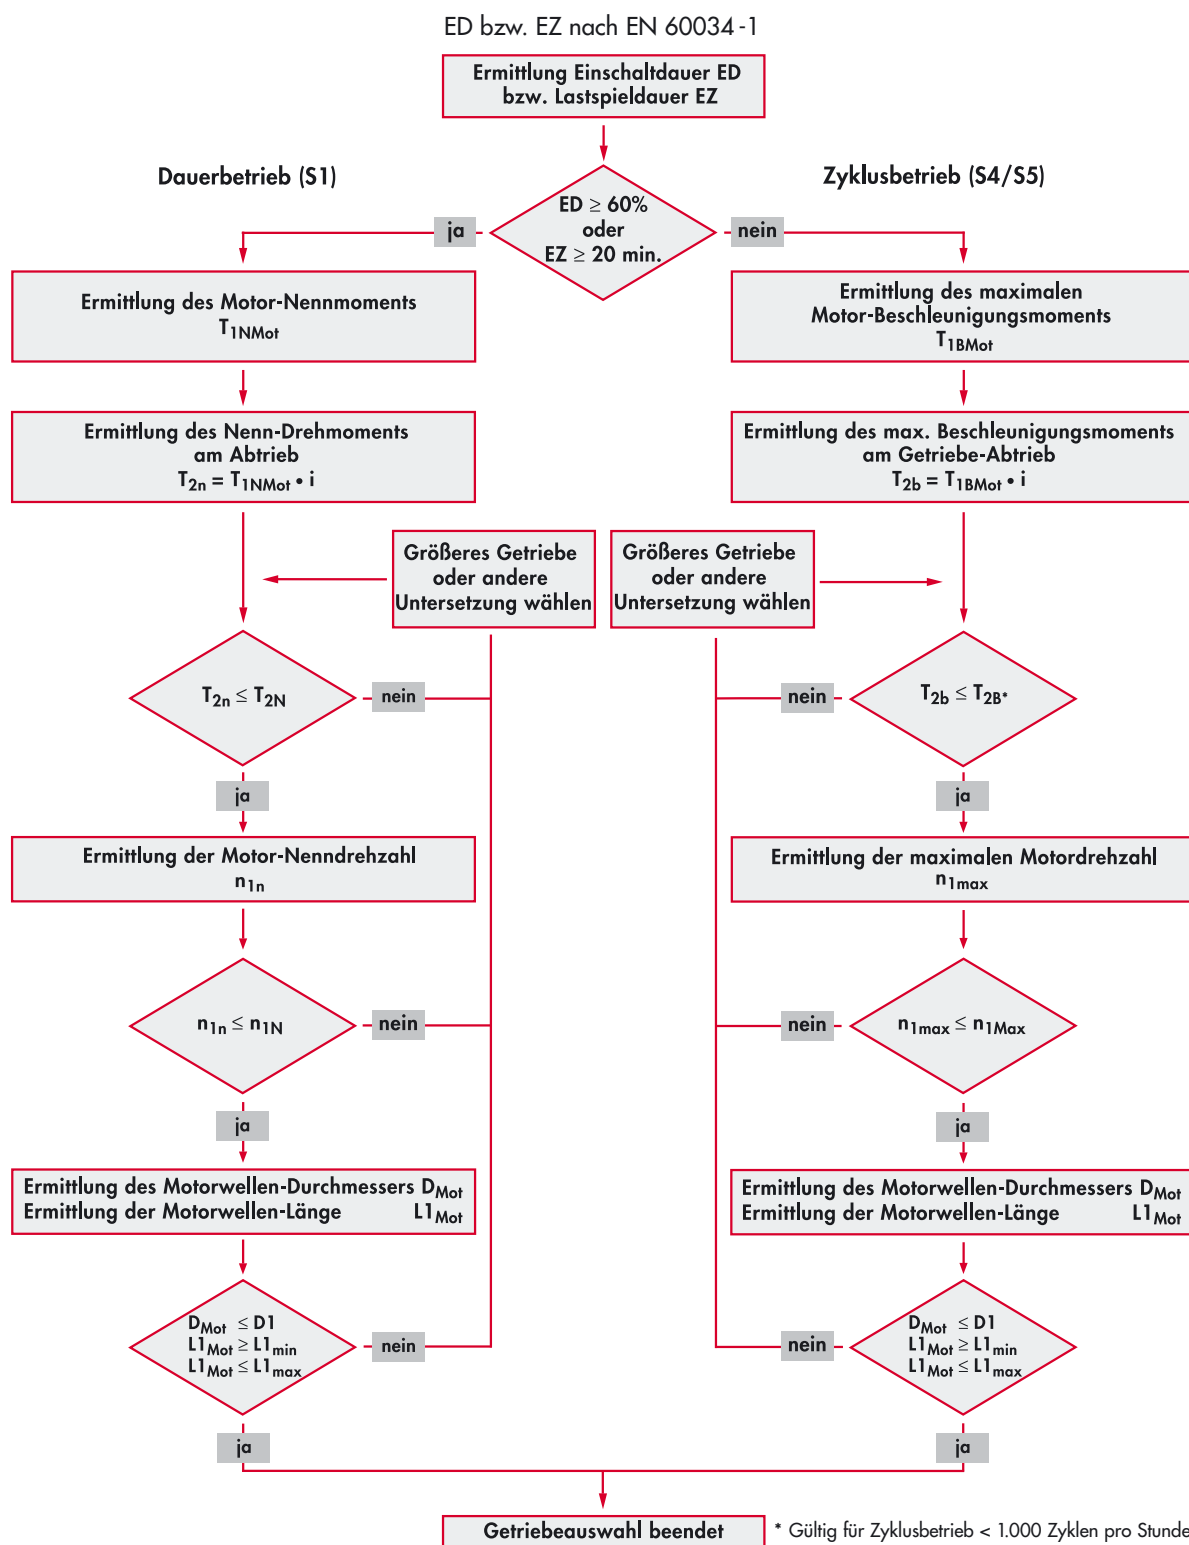 ED bzw. EZ nach EN 60034-1
Ermittlung Einschaltdauer ED
bzw. Lastspieldauer EZ
Dauerbetrieb (S1)
Zyklusbetrieb (S4/S5)
ED ≥ 60%
oder
EZ ≥ 20 min.
ja
nein
Ermittlung des Motor-Nennmoments
T1NMot
Ermittlung des maximalen
Motor-Beschleunigungsmoments
T1BMot
Ermittlung des Nenn-Drehmoments
am Abtrieb
T2n = T1NMot • i
Ermittlung des max. Beschleunigungsmoments
am Getriebe-Abtrieb
T2b = T1BMot • i
Größeres Getriebe
oder andere
Untersetzung wählen
Größeres Getriebe
oder andere
Untersetzung wählen
T2n ≤ T2N
nein
nein
T2b ≤ T2B*
ja
ja
Ermittlung der Motor-Nenndrehzahl
n1n
Ermittlung der maximalen Motordrehzahl
n1max
n1n ≤ n1N
nein
nein
n1max ≤ n1Max
ja
ja
Ermittlung des Motorwellen-Durchmessers DMot
Ermittlung der Motorwellen-Länge L1Mot
Ermittlung des Motorwellen-Durchmessers DMot
Ermittlung der Motorwellen-Länge L1Mot
DMot ≤ D1
L1Mot ≥ L1min
L1Mot ≤ L1max
nein
nein
DMot ≤ D1
L1Mot ≥ L1min
L1Mot ≤ L1max
ja
ja
Getriebeauswahl beendet
* Gültig für Zyklusbetrieb < 1.000 Zyklen pro Stunde